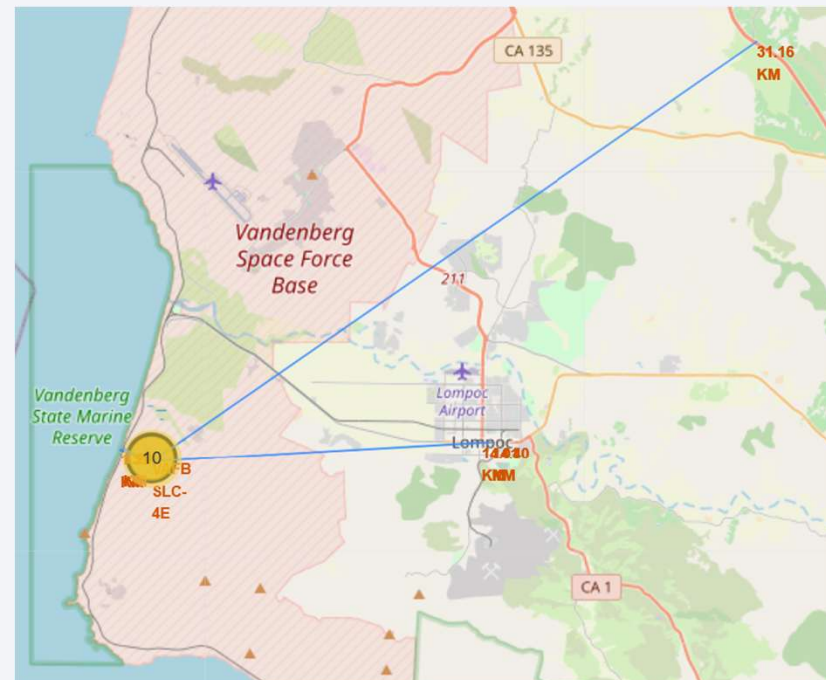 CA 135
31.16
KM
Vandenberg
Space Force
Base
211
Lompoc
Airport
Vandenberg
State Marine
Reserve
Lompoc
10
SLC-
4E
CA 1